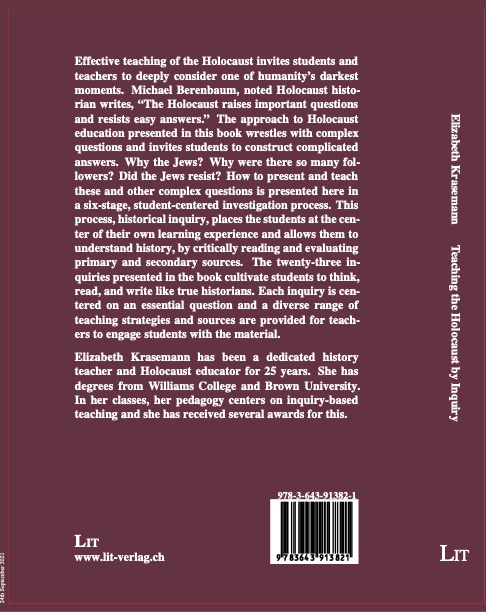 Effective teaching of the Holocaust invites students and
teachers to deeply consider one of humanity's darkest
moments. Michael Berenbaum, noted Holocaust histo-
rian writes, “The Holocaust raises important questions
and resists easy answers.” The approach to Holocaust
education presented in this book wrestles with complex
questions and invites students to construct complicated
answers. Why the Jews? Why were there so many fol-
lowers? Did the Jews resist? How to present and teach
these and other complex questions is presented here in
a six-stage, student-centered investigation process. This
process, historical inquiry, places the students at the cen-
ter of their own learning experience and allows them to
understand history, by critically reading and evaluating
primary and secondary sources. The twenty-three in-
quiries presented in the book cultivate students to think,
read, and write like true historians. Each inquiry is cen-
tered on an essential question and a diverse range of
teaching strategies and sources are provided for teach-
ers to engage students with the material.
Elizabeth Krasemann has been a dedicated history
teacher and Holocaust educator for 25 years. She has
degrees from Williams College and Brown University.
In her classes, her pedagogy centers on inquiry-based
teaching and she has received several awards for this.
978-3-643-91382-1
9 783643 913821
LIT
www.lit-verlag.ch
Elizabeth Krasemann Teaching the Holocaust by Inquiry
LIT
24th September 2021